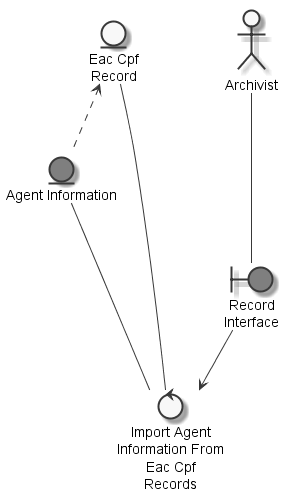 Eac Cpf
Record
Archivist
Agent Information
Record
Interface
Import Agent
Information From
Eac Cpf
Records